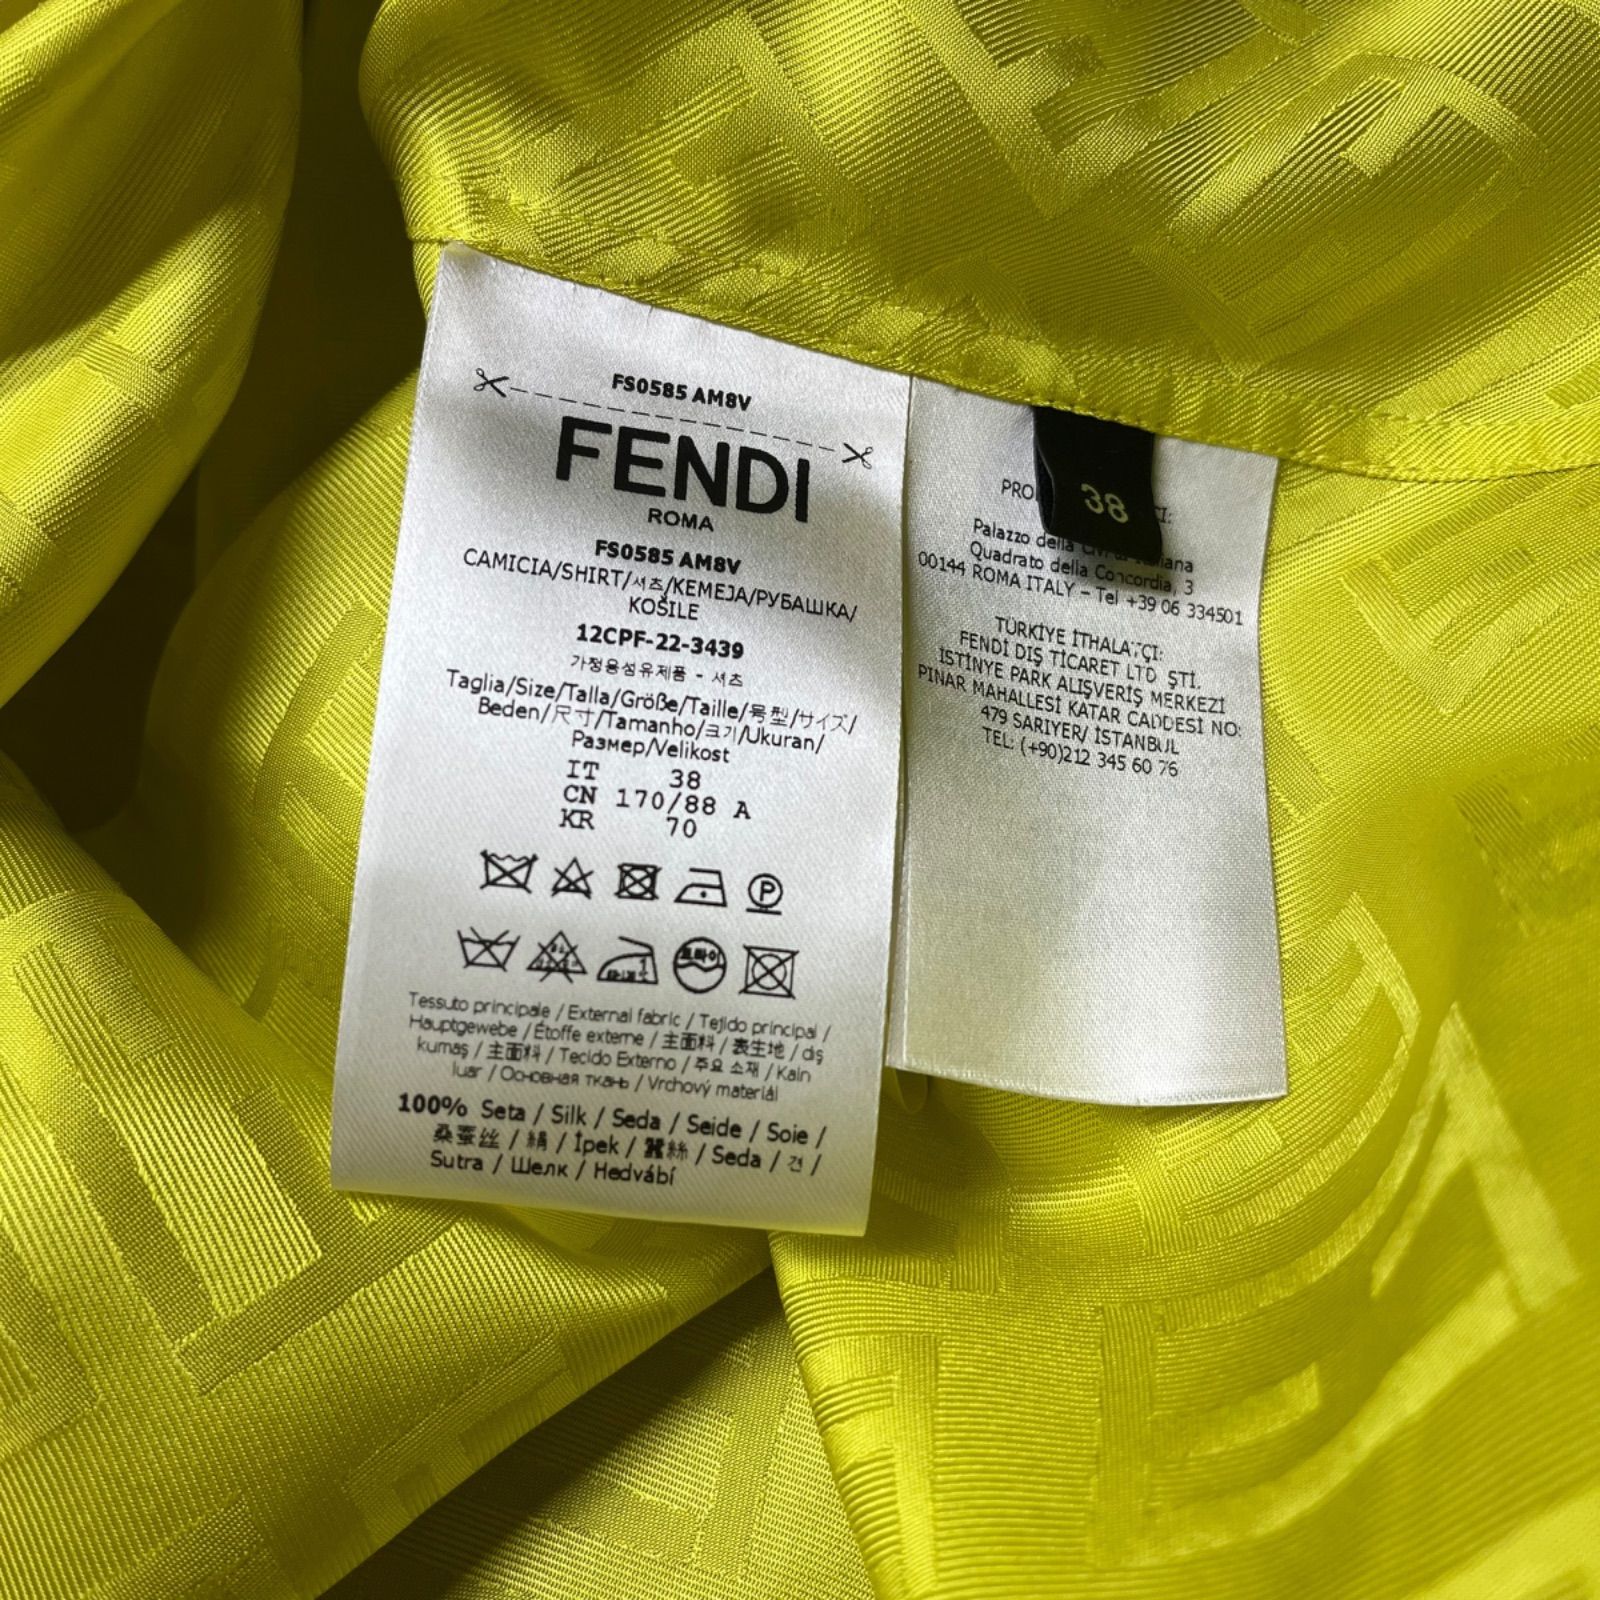 FS0585 AM8V
FENDI
ROMA
FS0585 AM8V
CAMICIA/SHIRT/셔츠/KEMEJA/РУБАШКА/
KOŠILE
12CPF-22-3439
가정용섬유제품 - 셔츠
Taglia/Size/Talla/Größe/Taille/号型/サイズ/
Beden/尺寸/Tamanho/크기/Ukuran/
Размер/Velikost
IT 38
CN 170/88 A
KR 70
P
드라이
Tessuto principale / External fabric / Tejido principal /
Hauptgewebe / Étoffe externe / 主面料 / 表生地 / dış
kumaş / 主面料 / Tecido Externo / 주요 소재 / Kain
luar / Основная ткань / Vrchový materiál
100% Seta / Silk / Seda / Seide / Soie /
桑蚕丝 / 絹 / İpek / 蠶絲 / Seda / 견 /
Sutra / Шелк / Hedvábí
38
Palazzo della
Quadrato della Concordia, 3
00144 ROMA ITALY – Tel +39 06 334501
TÜRKİYE İTHALATÇI:
FENDİ DIŞ TİCARET LTD ŞTİ.
İSTİNYE PARK ALIŞVERİŞ MERKEZİ
PINAR MAHALLESİ KATAR CADDESİ NO:
479 SARIYER/ İSTANBUL
TEL: (+90)212 345 60 76